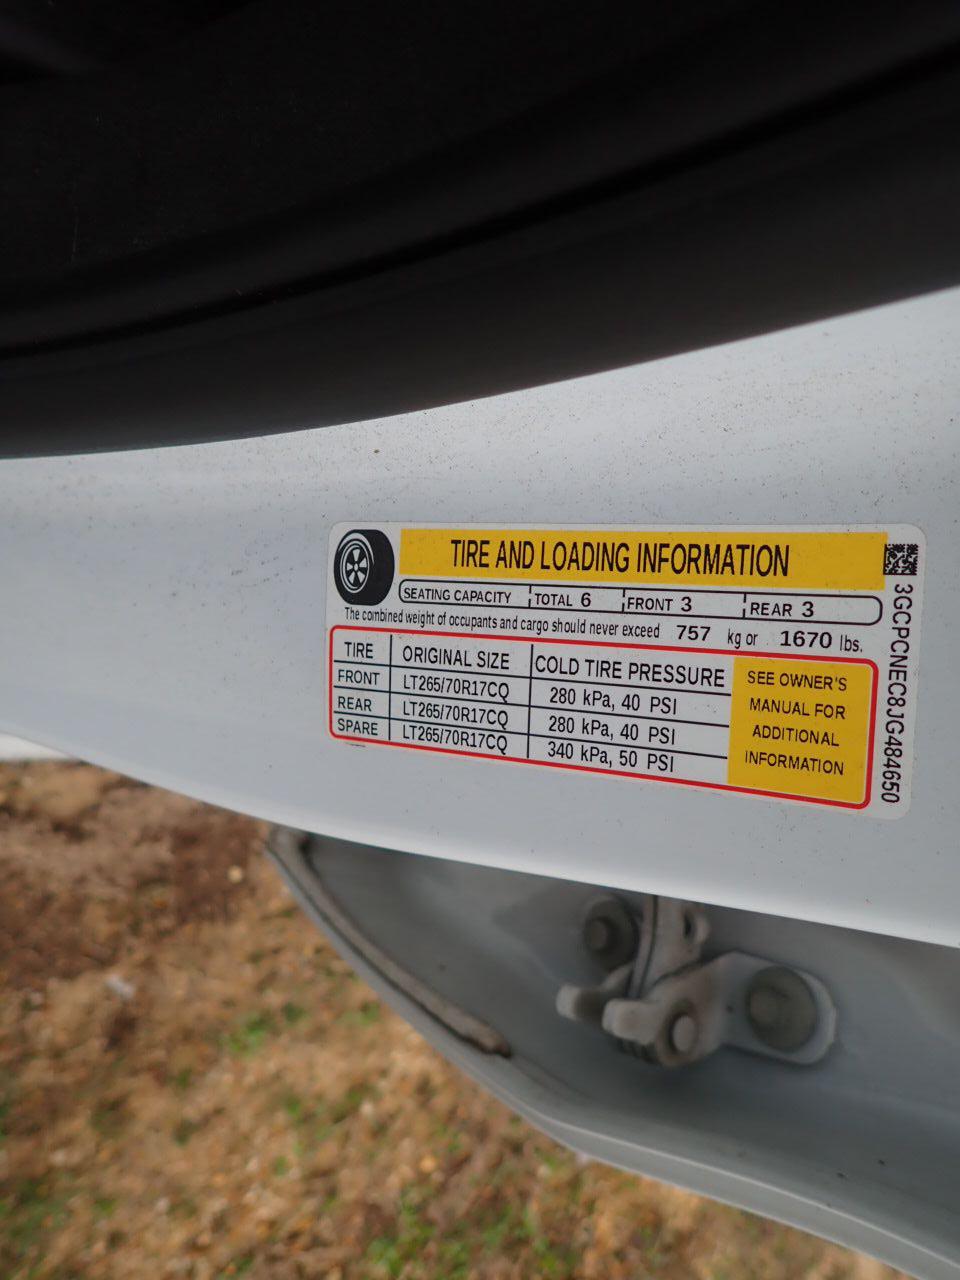 TIRE AND LOADING INFORMATION
SEATING CAPACITY TOTAL 6 FRONT 3 REAR 3
The combined weight of occupants and cargo should never exceed 757 kg or 1670 lbs.
TIRE ORIGINAL SIZE COLD TIRE PRESSURE
FRONT LT265/70R17CQ 280 kPa, 40 PSI
REAR LT265/70R17CQ 280 kPa, 40 PSI
SPARE LT265/70R17CQ 340 kPa, 50 PSI
SEE OWNER'S
MANUAL FOR
ADDITIONAL
INFORMATION
3GCPCNEC8JG484650